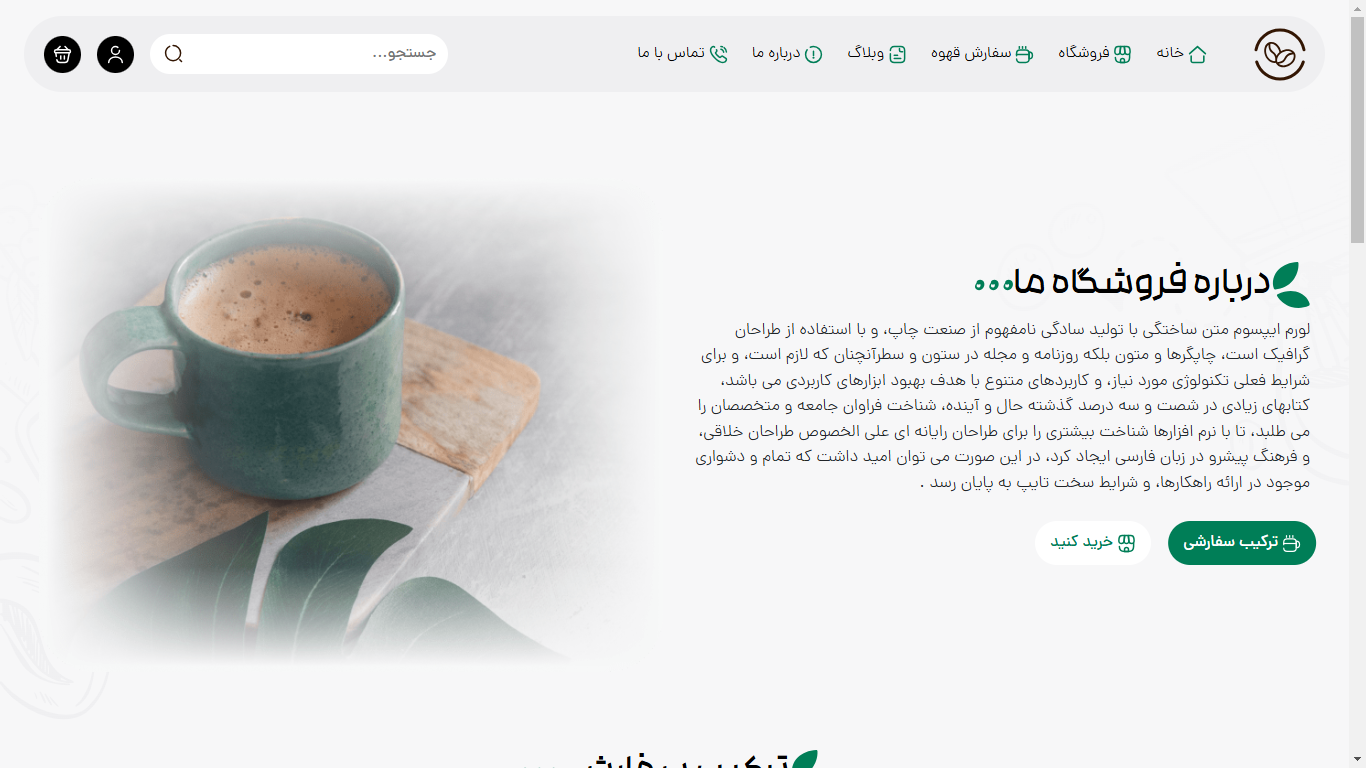 خانه
فروشگاه
سفارش قهوه
وبلاگ
درباره ما
تماس با ما
جستجو...
درباره فروشگاه ما...
لورم ایپسوم متن ساختگی با تولید سادگی نامفهوم از صنعت چاپ، و با استفاده از طراحان
گرافیک است، چاپگرها و متون بلکه روزنامه و مجله در ستون و سطرآنچنان که لازم است، و برای
شرایط فعلی تکنولوژی مورد نیاز، و کاربردهای متنوع با هدف بهبود ابزارهای کاربردی می باشد،
کتابهای زیادی در شصت و سه درصد گذشته حال و آینده، شناخت فراوان جامعه و متخصصان را
می طلبد، تا با نرم افزارها شناخت بیشتری را برای طراحان رایانه ای علی الخصوص طراحان خلاقی،
و فرهنگ پیشرو در زبان فارسی ایجاد کرد، در این صورت می توان امید داشت که تمام و دشواری
موجود در ارائه راهکارها، و شرایط سخت تایپ به پایان رسد .
ترکیب سفارشی
خرید کنید